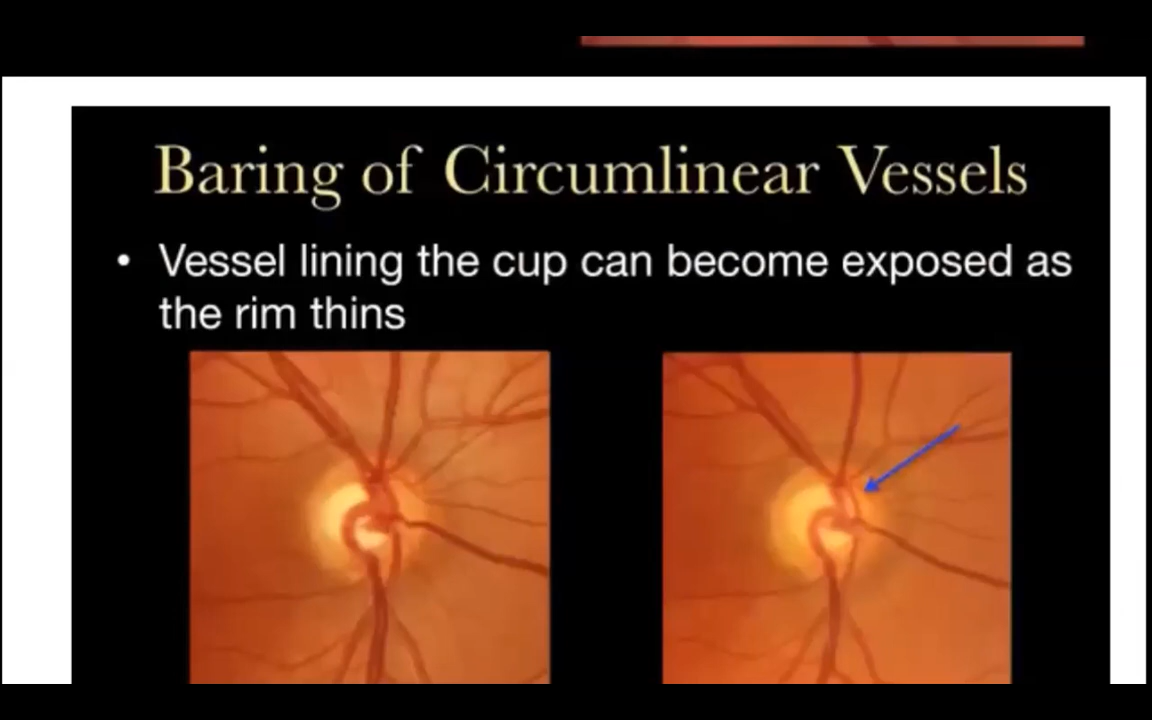 Baring of Circumlinear Vessels
• Vessel lining the cup can become exposed as
the rim thins